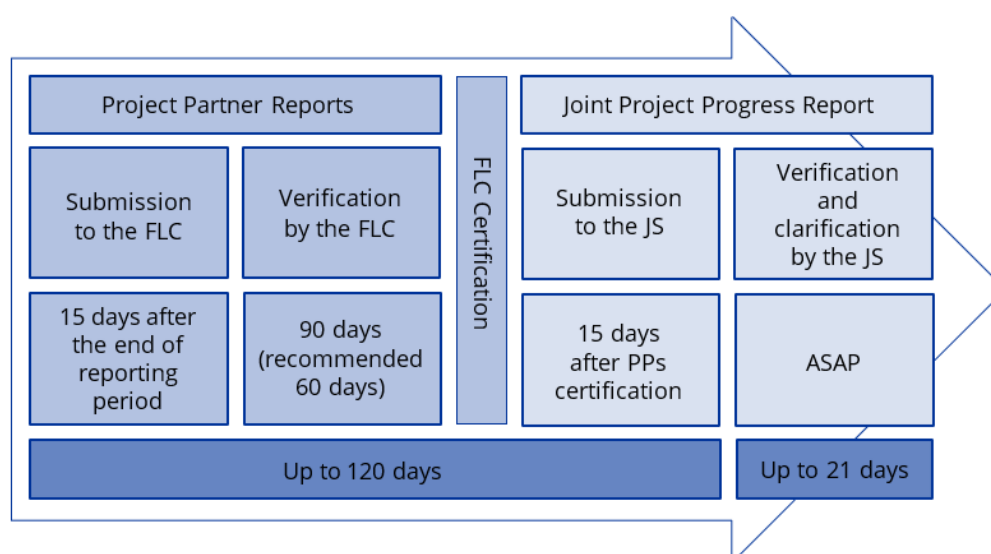 Project Partner Reports
Joint Project Progress Report
FLC Certification
Submission
to the FLC
Verification
by the FLC
Submission
to the JS
Verification
and
clarification
by the JS
15 days after
the end of
reporting
period
90 days
(recommended
60 days)
15 days
after PPs
certification
ASAP
Up to 120 days
Up to 21 days